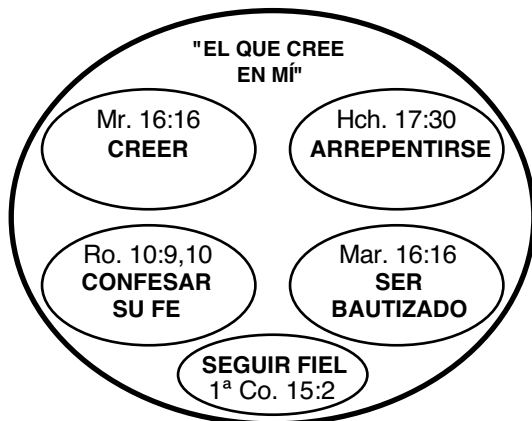 "EL QUE CREE
EN MÍ"
Mr. 16:16
CREER
Hch. 17:30
ARREPENTIRSE
Ro. 10:9,10
CONFESAR
SU FE
Mar. 16:16
SER
BAUTIZADO
SEGUIR FIEL
1ª Co. 15:2